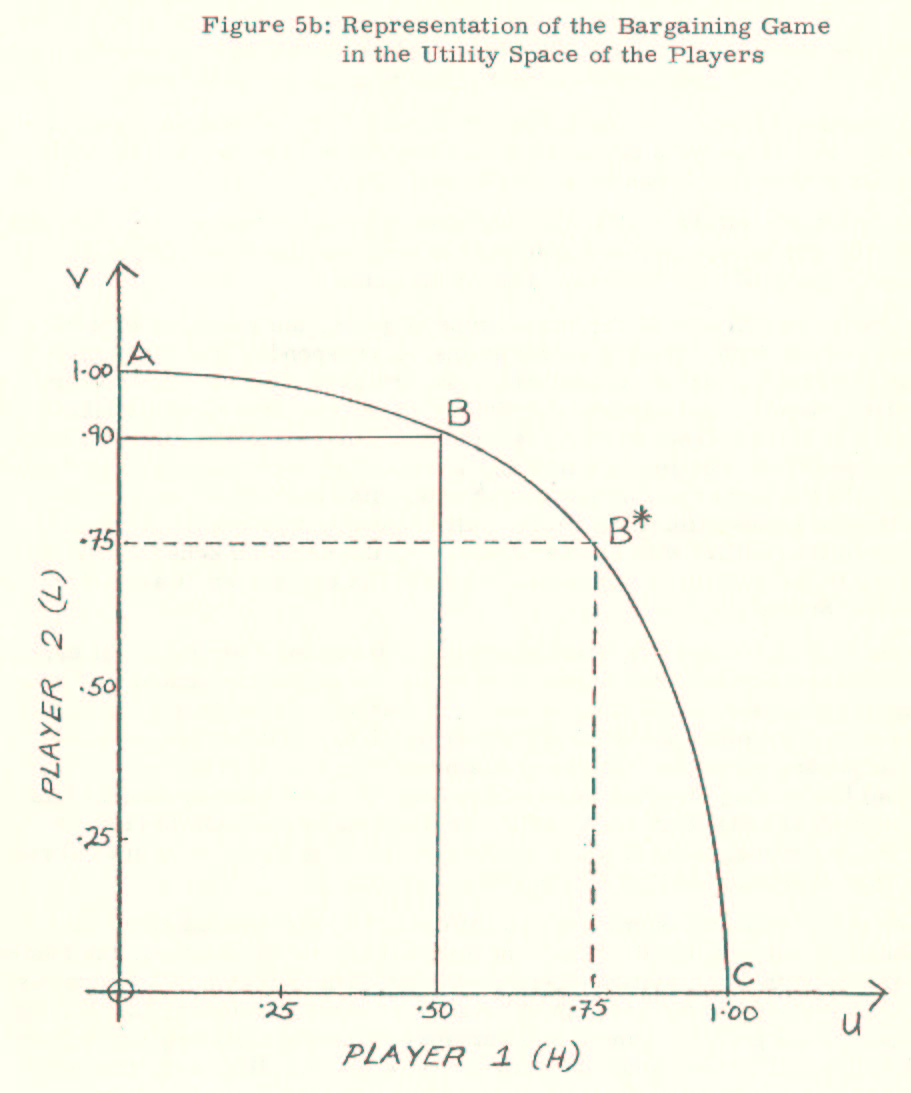 Figure 5b: Representation of the Bargaining Game
in the Utility Space of the Players
V
A
1.00
B
.90
B*
.75
PLAYER 2 (L)
.50
.25
C
.25 .50 .75 1.00
U
PLAYER 1 (H)